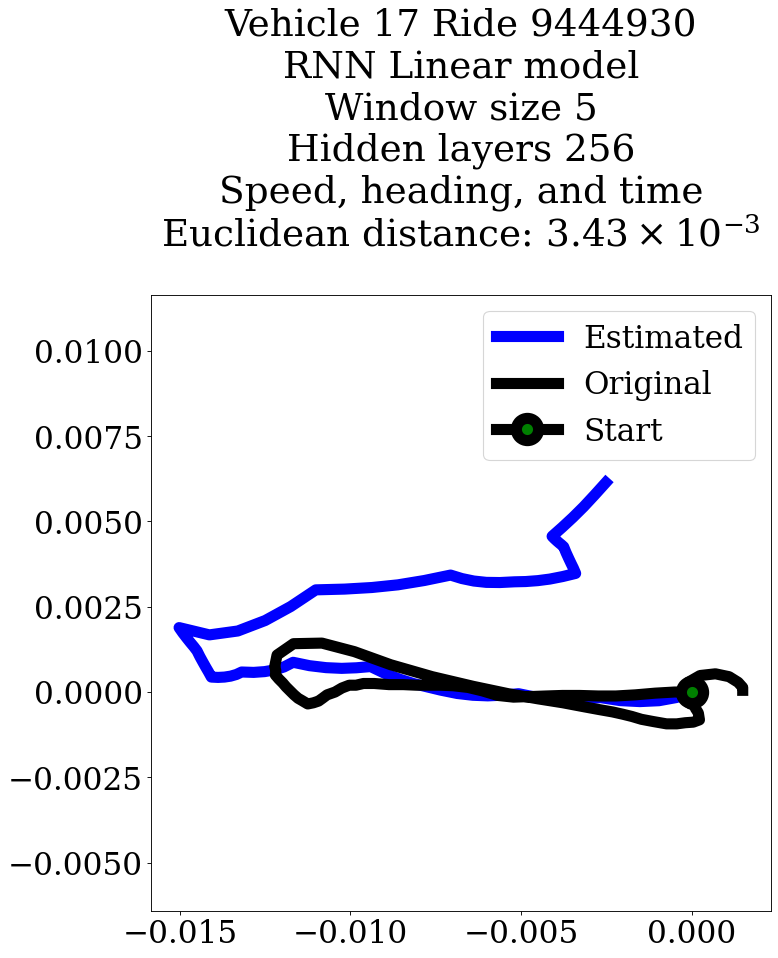 Vehicle 17 Ride 9444930
RNN Linear model
Window size 5
Hidden layers 256
Speed, heading, and time
Euclidean distance: 3.43 × 10⁻³
Estimated
Original
Start
0.0100
0.0075
0.0050
0.0025
0.0000
−0.0025
−0.0050
−0.015
−0.010
−0.005
0.000